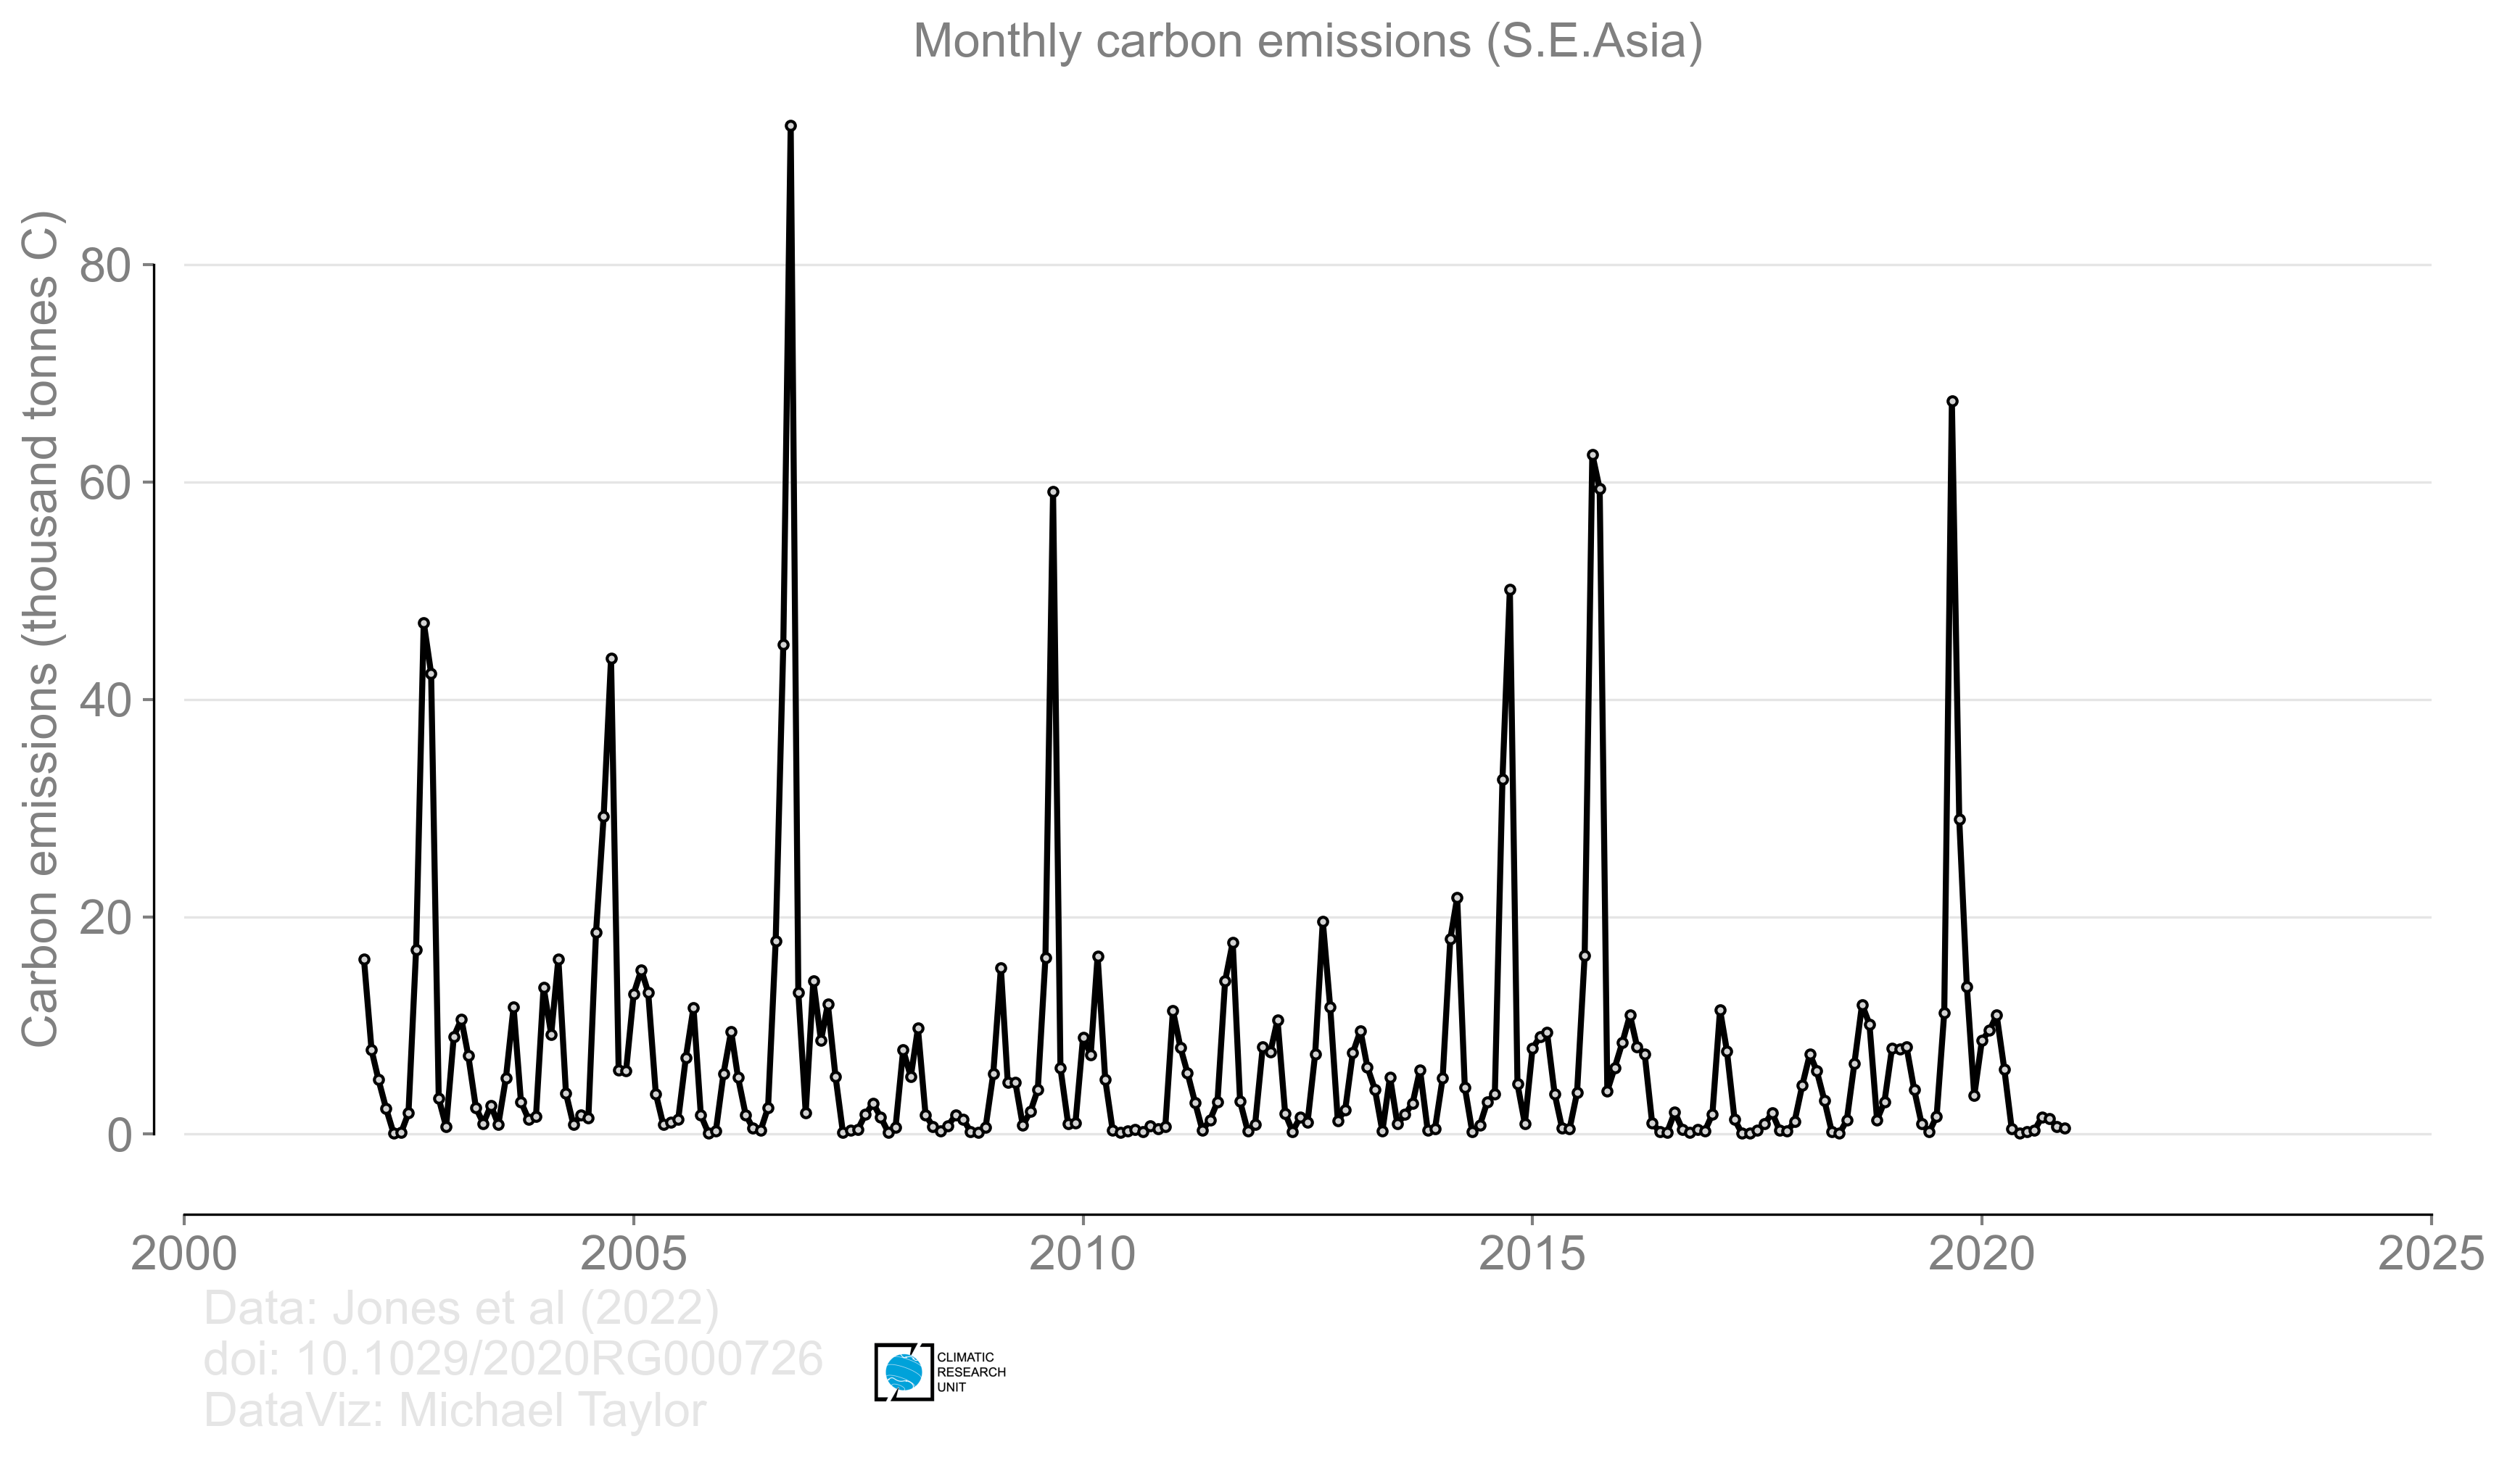 Monthly carbon emissions (S.E.Asia)
Carbon emissions (thousand tonnes C)
80
60
40
20
0
2000 2005 2010 2015 2020 2025
Data: Jones et al (2022)
doi: 10.1029/2020RG000726
DataViz: Michael Taylor
CLIMATIC
RESEARCH
UNIT